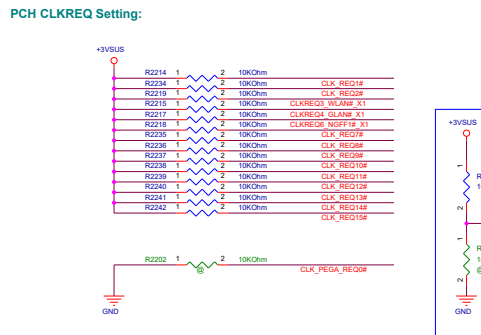 PCH CLKREQ Setting:
+3VSUS
R2214 1 2 10KOhm
CLK_REQ1#
R2234 1 2 10KOhm
CLK_REQ2#
R2219 1 2 10KOhm
CLKREQ3_WLAN#_X1
R2215 1 2 10KOhm
CLKREQ4_GLAN#_X1
R2217 1 2 10KOhm
CLKREQ6_NGFF1#_X1
R2218 1 2 10KOhm
CLK_REQ7#
R2235 1 2 10KOhm
CLK_REQ8#
R2236 1 2 10KOhm
CLK_REQ9#
R2237 1 2 10KOhm
CLK_REQ10#
R2238 1 2 10KOhm
CLK_REQ11#
R2239 1 2 10KOhm
CLK_REQ12#
R2240 1 2 10KOhm
CLK_REQ13#
R2241 1 2 10KOhm
CLK_REQ14#
R2242 1 2 10KOhm
CLK_REQ15#
R2202 1 2 10KOhm
@
CLK_PEGA_REQ0#
GND
+3VSUS
1
2
1
2
GND